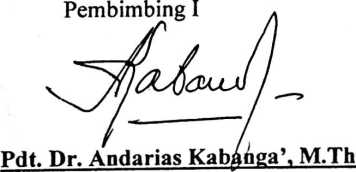 Pembimbing I
Pdt. Dr. Andarias Kabanga', M.Th